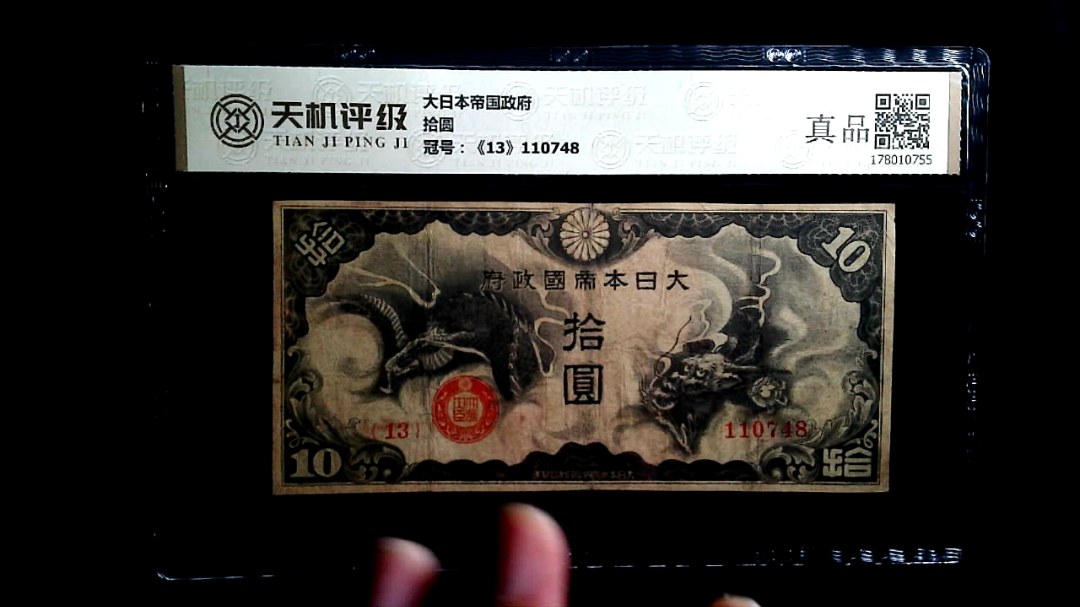 天机评级
TIAN JI PING JI
大日本帝国政府
拾圆
冠号：《13》110748
真品
178010755
拾
10
府政國帝本日大
拾
圓
(13)
110748
10
拾